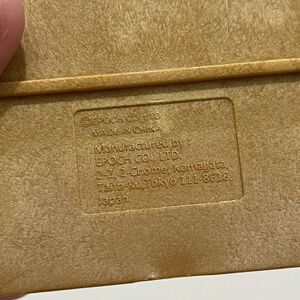 ©EPOCH CO., LTD
MADE IN CHINA
Manufactured by
EPOCH CO., LTD.
2-2, 2-Chome, Komagata,
Taito-Ku, Tokyo 111-8618,
Japan